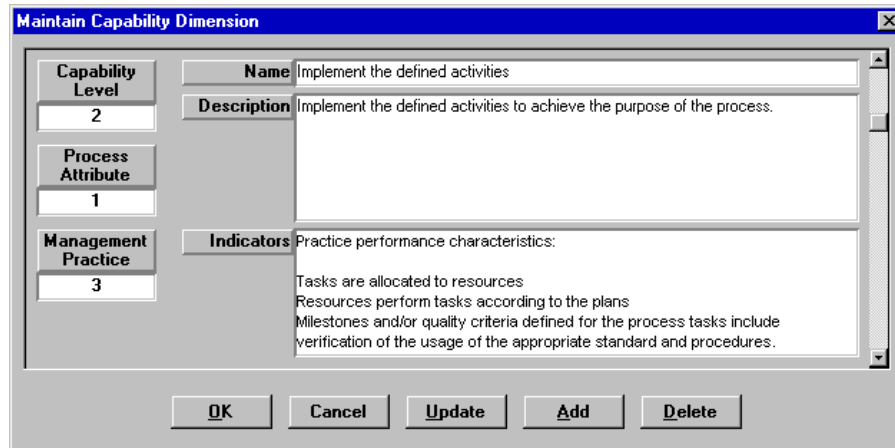 Maintain Capability Dimension
Capability
Level
2
Name
Implement the defined activities
Description
Implement the defined activities to achieve the purpose of the process.
Process
Attribute
1
Management
Practice
3
Indicators
Practice performance characteristics:
Tasks are allocated to resources
Resources perform tasks according to the plans
Milestones and/or quality criteria defined for the process tasks include
verification of the usage of the appropriate standard and procedures.
OK
Cancel
Update
Add
Delete